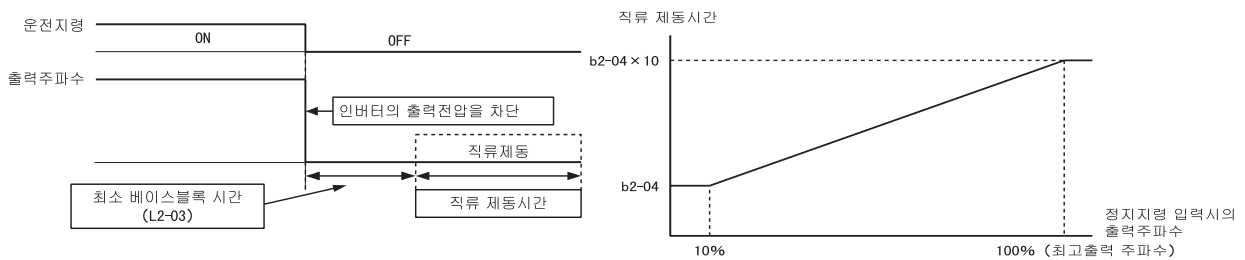 운전지령
ON
OFF
출력주파수
인버터의 출력전압을 차단
직류제동
최소 베이스블록 시간
(L2-03)
직류 제동시간
직류 제동시간
b2-04×10
b2-04
10%
100% (최고출력 주파수)
정지지령 입력시의
출력주파수